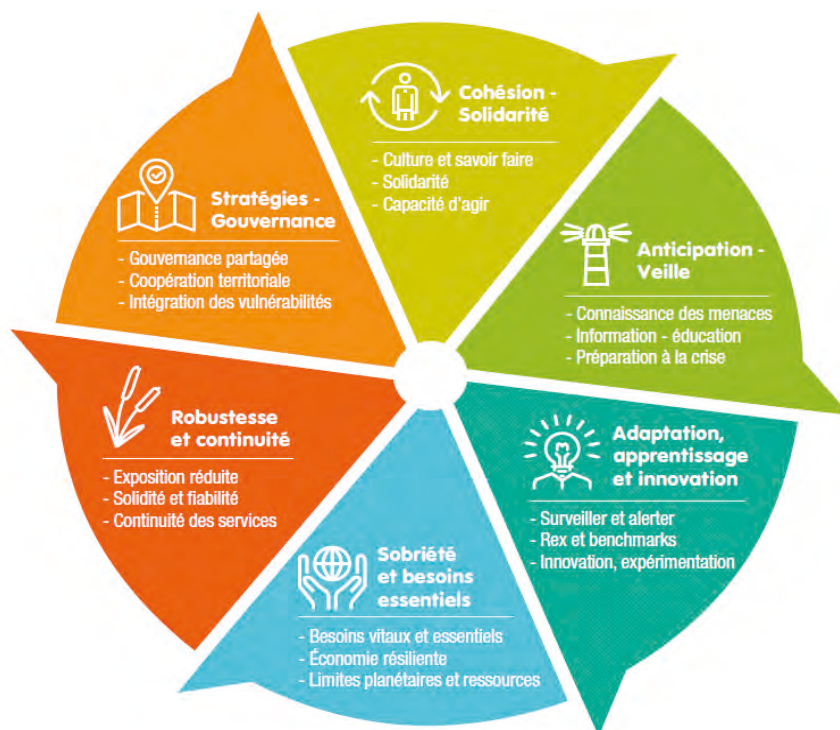 Cohésion -
Solidarité
- Culture et savoir faire
- Solidarité
- Capacité d'agir
Anticipation -
Veille
- Connaissance des menaces
- Information - éducation
- Préparation à la crise
Adaptation,
apprentissage
et innovation
- Surveiller et alerter
- Rex et benchmarks
- Innovation, expérimentation
Sobriété
et besoins
essentiels
- Besoins vitaux et essentiels
- Économie résiliente
- Limites planétaires et ressources
Robustesse
et continuité
- Exposition réduite
- Solidité et fiabilité
- Continuité des services
Stratégies -
Gouvernance
- Gouvernance partagée
- Coopération territoriale
- Intégration des vulnérabilités